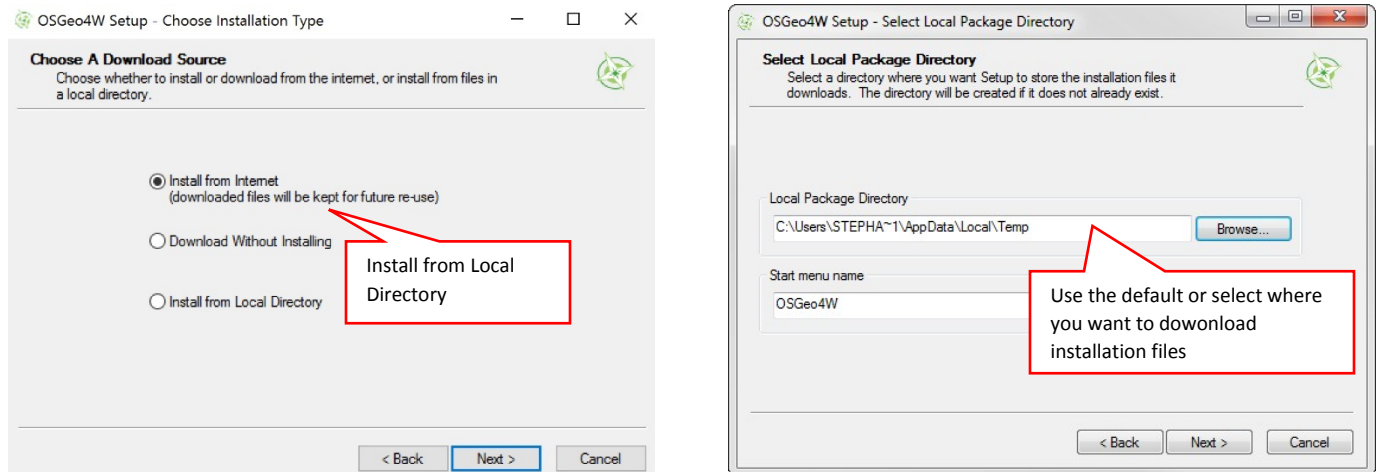 OSGeo4W Setup - Choose Installation Type
Choose A Download Source
Choose whether to install or download from the internet, or install from files in
a local directory.
Install from Internet
(downloaded files will be kept for future re-use)
Download Without Installing
Install from Local Directory
Install from Local
Directory
< Back
Next >
Cancel
OSGeo4W Setup - Select Local Package Directory
Select Local Package Directory
Select a directory where you want Setup to store the installation files it
downloads. The directory will be created if it does not already exist.
Local Package Directory
C:\Users\STEPHA~1\AppData\Local\Temp
Browse...
Start menu name
OSGeo4W
Use the default or select where
you want to dowonload
installation files
< Back
Next >
Cancel